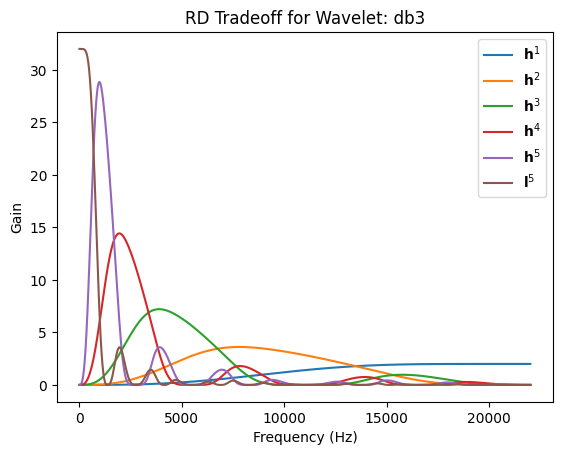 RD Tradeoff for Wavelet: db3
Gain
30
25
20
15
10
5
0
h¹
h²
h³
h⁴
h⁵
l⁵
0 5000 10000 15000 20000
Frequency (Hz)